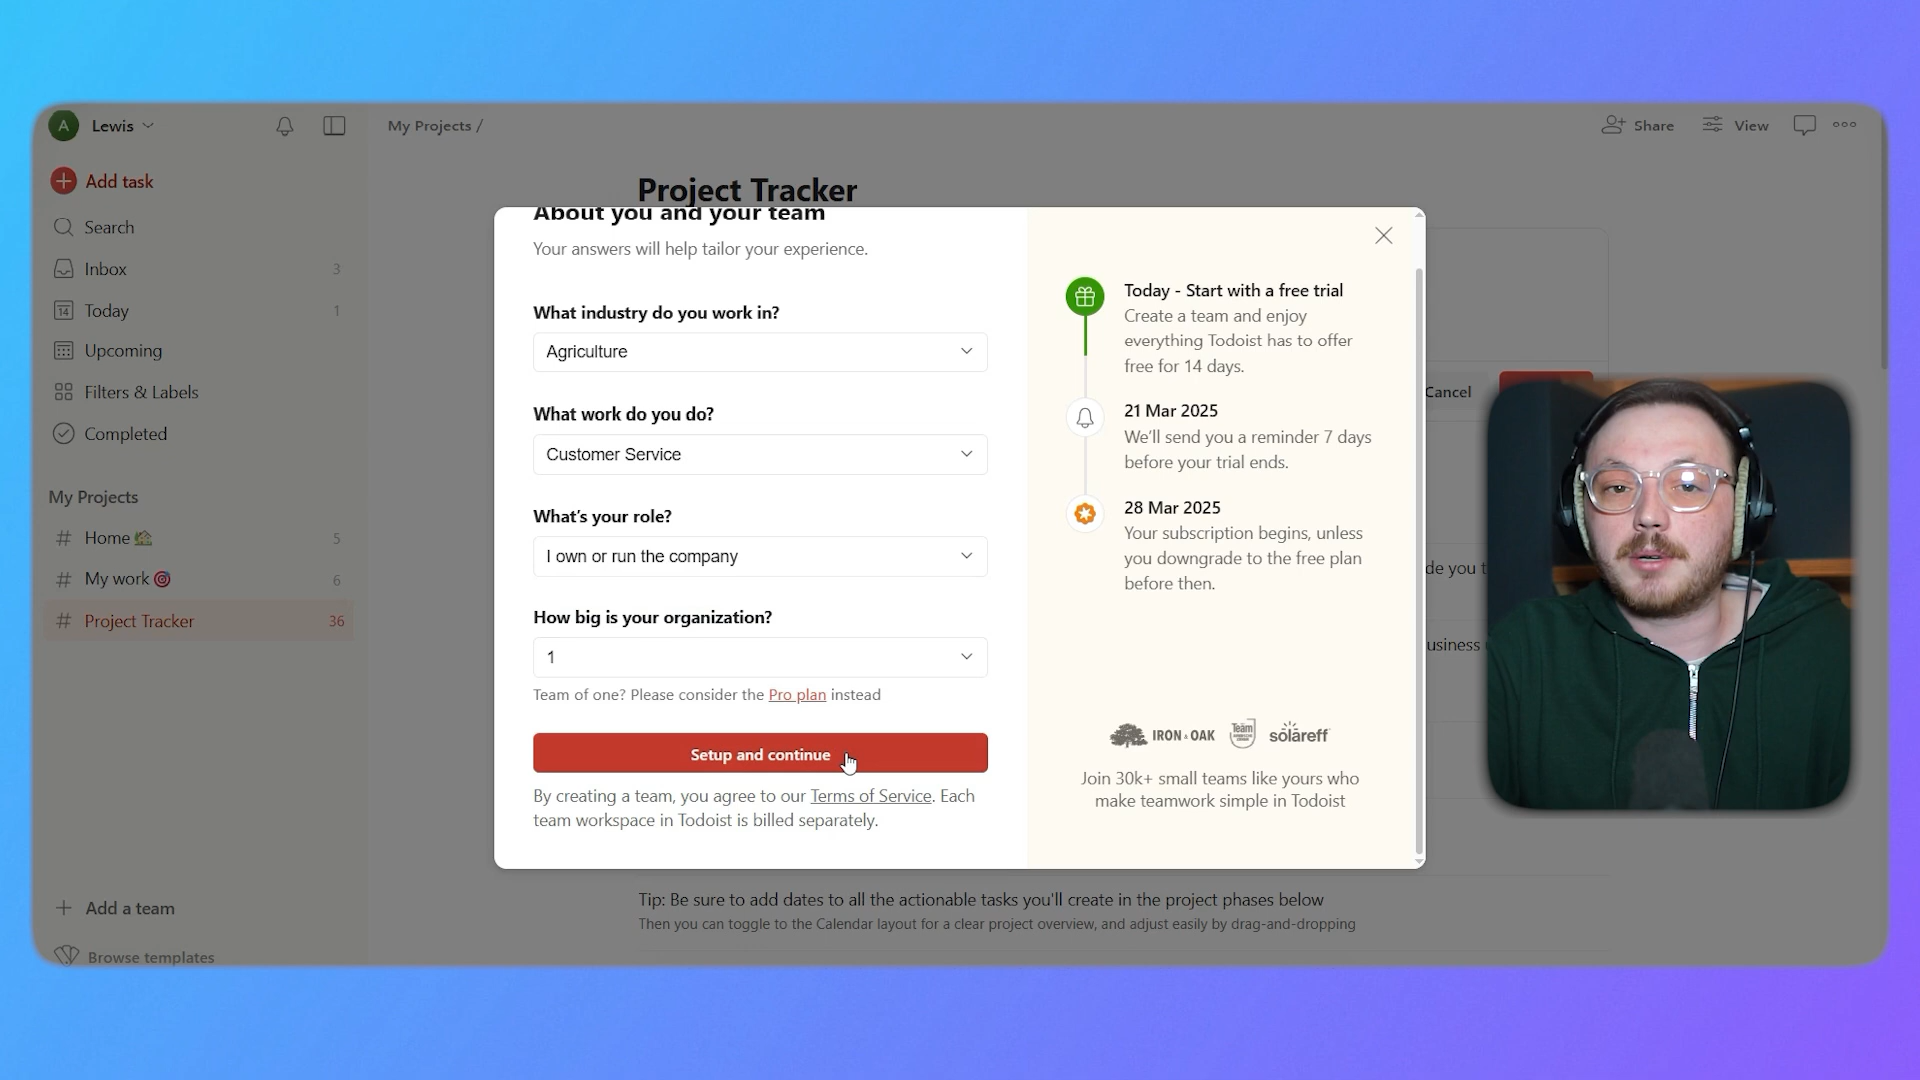 A
Lewis
My Projects /
Share
View
Add task
Search
Inbox 3
14 Today 1
Upcoming
Filters & Labels
Completed
My Projects
# Home 5
# My work 6
# Project Tracker 36
+ Add a team
Browse templates
Project Tracker
About you and your team
Your answers will help tailor your experience.
What industry do you work in?
Agriculture
What work do you do?
Customer Service
What's your role?
I own or run the company
How big is your organization?
1
Team of one? Please consider the Pro plan instead
Setup and continue
By creating a team, you agree to our Terms of Service. Each
team workspace in Todoist is billed separately.
Today - Start with a free trial
Create a team and enjoy
everything Todoist has to offer
free for 14 days.
21 Mar 2025
We'll send you a reminder 7 days
before your trial ends.
28 Mar 2025
Your subscription begins, unless
you downgrade to the free plan
before then.
IRON & OAK
Team
solareff
Join 30k+ small teams like yours who
make teamwork simple in Todoist
Cancel
de you t
usiness
Tip: Be sure to add dates to all the actionable tasks you'll create in the project phases below
Then you can toggle to the Calendar layout for a clear project overview, and adjust easily by drag-and-dropping